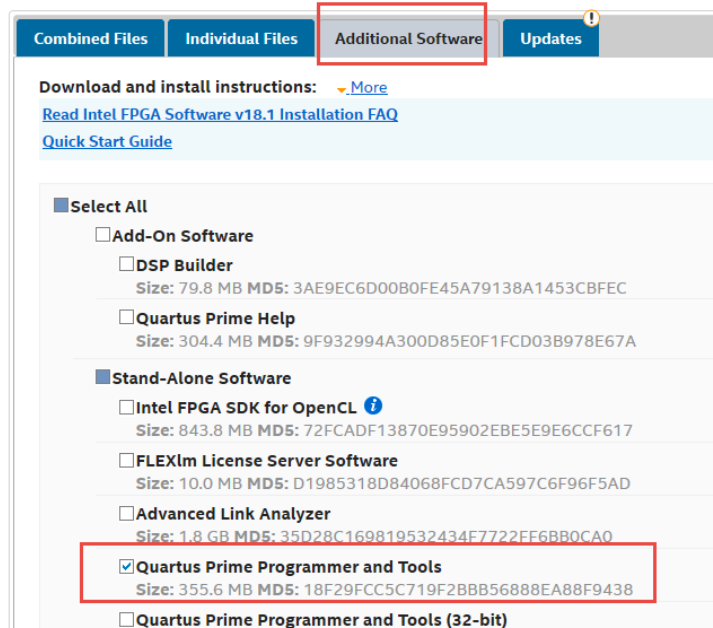 Combined Files
Individual Files
Additional Software
Updates
!
Download and install instructions: More
Read Intel FPGA Software v18.1 Installation FAQ
Quick Start Guide
Select All
Add-On Software
DSP Builder
Size: 79.8 MB MD5: 3AE9EC6D00B0FE45A79138A1453CBFEC
Quartus Prime Help
Size: 304.4 MB MD5: 9F932994A300D85E0F1FCD03B978E67A
Stand-Alone Software
Intel FPGA SDK for OpenCL i
Size: 843.8 MB MD5: 72FCADF13870E95902EBE5E9E6CCF617
FLEXlm License Server Software
Size: 10.0 MB MD5: D1985318D84068FCD7CA597C6F96F5AD
Advanced Link Analyzer
Size: 1.8 GB MD5: 35D28C169819532434F7722FF6BB0CA0
Quartus Prime Programmer and Tools
Size: 355.6 MB MD5: 18F29FCC5C719F2BBB56888EA88F9438
Quartus Prime Programmer and Tools (32-bit)